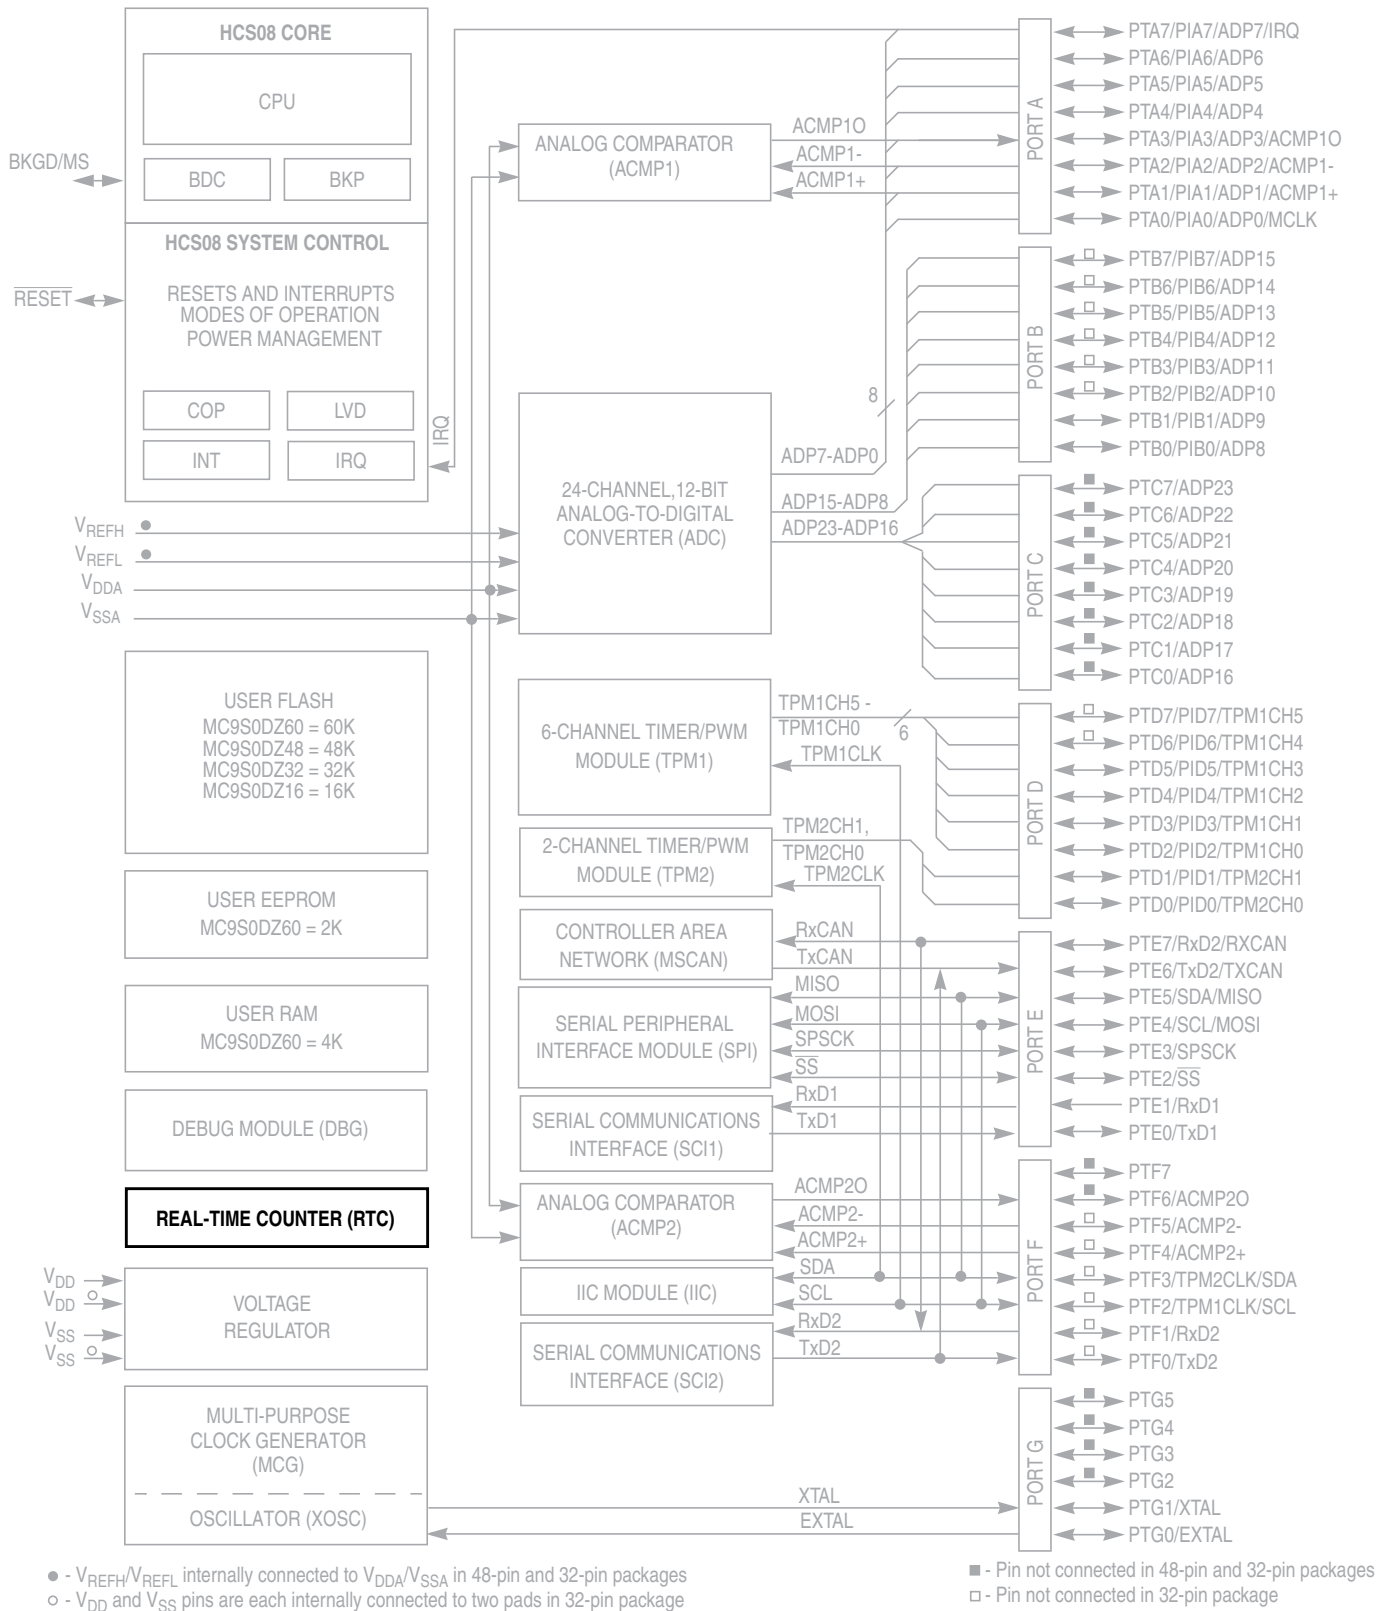 HCS08 CORE
CPU
BDC
BKP
BKGD/MS
HCS08 SYSTEM CONTROL
RESETS AND INTERRUPTS
MODES OF OPERATION
POWER MANAGEMENT
COP
LVD
INT
IRQ
RESET
IRQ
VREFH
VREFL
VDDA
VSSA
USER FLASH
MC9S0DZ60 = 60K
MC9S0DZ48 = 48K
MC9S0DZ32 = 32K
MC9S0DZ16 = 16K
USER EEPROM
MC9S0DZ60 = 2K
USER RAM
MC9S0DZ60 = 4K
DEBUG MODULE (DBG)
REAL-TIME COUNTER (RTC)
VDD
VDD
VSS
VSS
VOLTAGE
REGULATOR
MULTI-PURPOSE
CLOCK GENERATOR
(MCG)
OSCILLATOR (XOSC)
ANALOG COMPARATOR
(ACMP1)
ACMP1O
ACMP1-
ACMP1+
24-CHANNEL,12-BIT
ANALOG-TO-DIGITAL
CONVERTER (ADC)
8
ADP7-ADP0
ADP15-ADP8
ADP23-ADP16
6-CHANNEL TIMER/PWM
MODULE (TPM1)
TPM1CH5 -
TPM1CH0
6
TPM1CLK
2-CHANNEL TIMER/PWM
MODULE (TPM2)
TPM2CH1,
TPM2CH0
TPM2CLK
CONTROLLER AREA
NETWORK (MSCAN)
RxCAN
TxCAN
SERIAL PERIPHERAL
INTERFACE MODULE (SPI)
MISO
MOSI
SPSCK
SS
SERIAL COMMUNICATIONS
INTERFACE (SCI1)
RxD1
TxD1
ANALOG COMPARATOR
(ACMP2)
ACMP2O
ACMP2-
ACMP2+
IIC MODULE (IIC)
SDA
SCL
SERIAL COMMUNICATIONS
INTERFACE (SCI2)
RxD2
TxD2
XTAL
EXTAL
PORT A
PTA7/PIA7/ADP7/IRQ
PTA6/PIA6/ADP6
PTA5/PIA5/ADP5
PTA4/PIA4/ADP4
PTA3/PIA3/ADP3/ACMP1O
PTA2/PIA2/ADP2/ACMP1-
PTA1/PIA1/ADP1/ACMP1+
PTA0/PIA0/ADP0/MCLK
PORT B
PTB7/PIB7/ADP15
PTB6/PIB6/ADP14
PTB5/PIB5/ADP13
PTB4/PIB4/ADP12
PTB3/PIB3/ADP11
PTB2/PIB2/ADP10
PTB1/PIB1/ADP9
PTB0/PIB0/ADP8
PORT C
PTC7/ADP23
PTC6/ADP22
PTC5/ADP21
PTC4/ADP20
PTC3/ADP19
PTC2/ADP18
PTC1/ADP17
PTC0/ADP16
PORT D
PTD7/PID7/TPM1CH5
PTD6/PID6/TPM1CH4
PTD5/PID5/TPM1CH3
PTD4/PID4/TPM1CH2
PTD3/PID3/TPM1CH1
PTD2/PID2/TPM1CH0
PTD1/PID1/TPM2CH1
PTD0/PID0/TPM2CH0
PORT E
PTE7/RxD2/RXCAN
PTE6/TxD2/TXCAN
PTE5/SDA/MISO
PTE4/SCL/MOSI
PTE3/SPSCK
PTE2/SS
PTE1/RxD1
PTE0/TxD1
PORT F
PTF7
PTF6/ACMP2O
PTF5/ACMP2-
PTF4/ACMP2+
PTF3/TPM2CLK/SDA
PTF2/TPM1CLK/SCL
PTF1/RxD2
PTF0/TxD2
PORT G
PTG5
PTG4
PTG3
PTG2
PTG1/XTAL
PTG0/EXTAL
● - VREFH/VREFL internally connected to VDDA/VSSA in 48-pin and 32-pin packages
○ - VDD and VSS pins are each internally connected to two pads in 32-pin package
■ - Pin not connected in 48-pin and 32-pin packages
□ - Pin not connected in 32-pin package